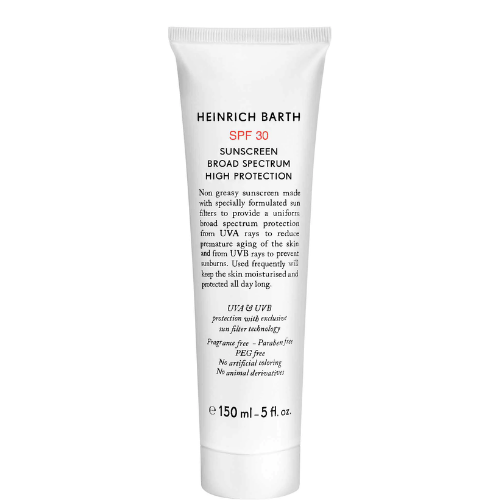 HEINRICH BARTH
SPF 30
SUNSCREEN
BROAD SPECTRUM
HIGH PROTECTION
Non greasy sunscreen made
with specially formulated sun
filters to provide a uniform
broad spectrum protection
from UVA rays to reduce
premature aging of the skin
and from UVB rays to prevent
sunburns. Used frequently will
keep the skin moisturised and
protected all day long.
UVA & UVB
protection with exclusive
sun filter technology
Fragrance free - Paraben free
PEG free
No artificial coloring
No animal derivatives
℮ 150 ml - 5 fl. oz.